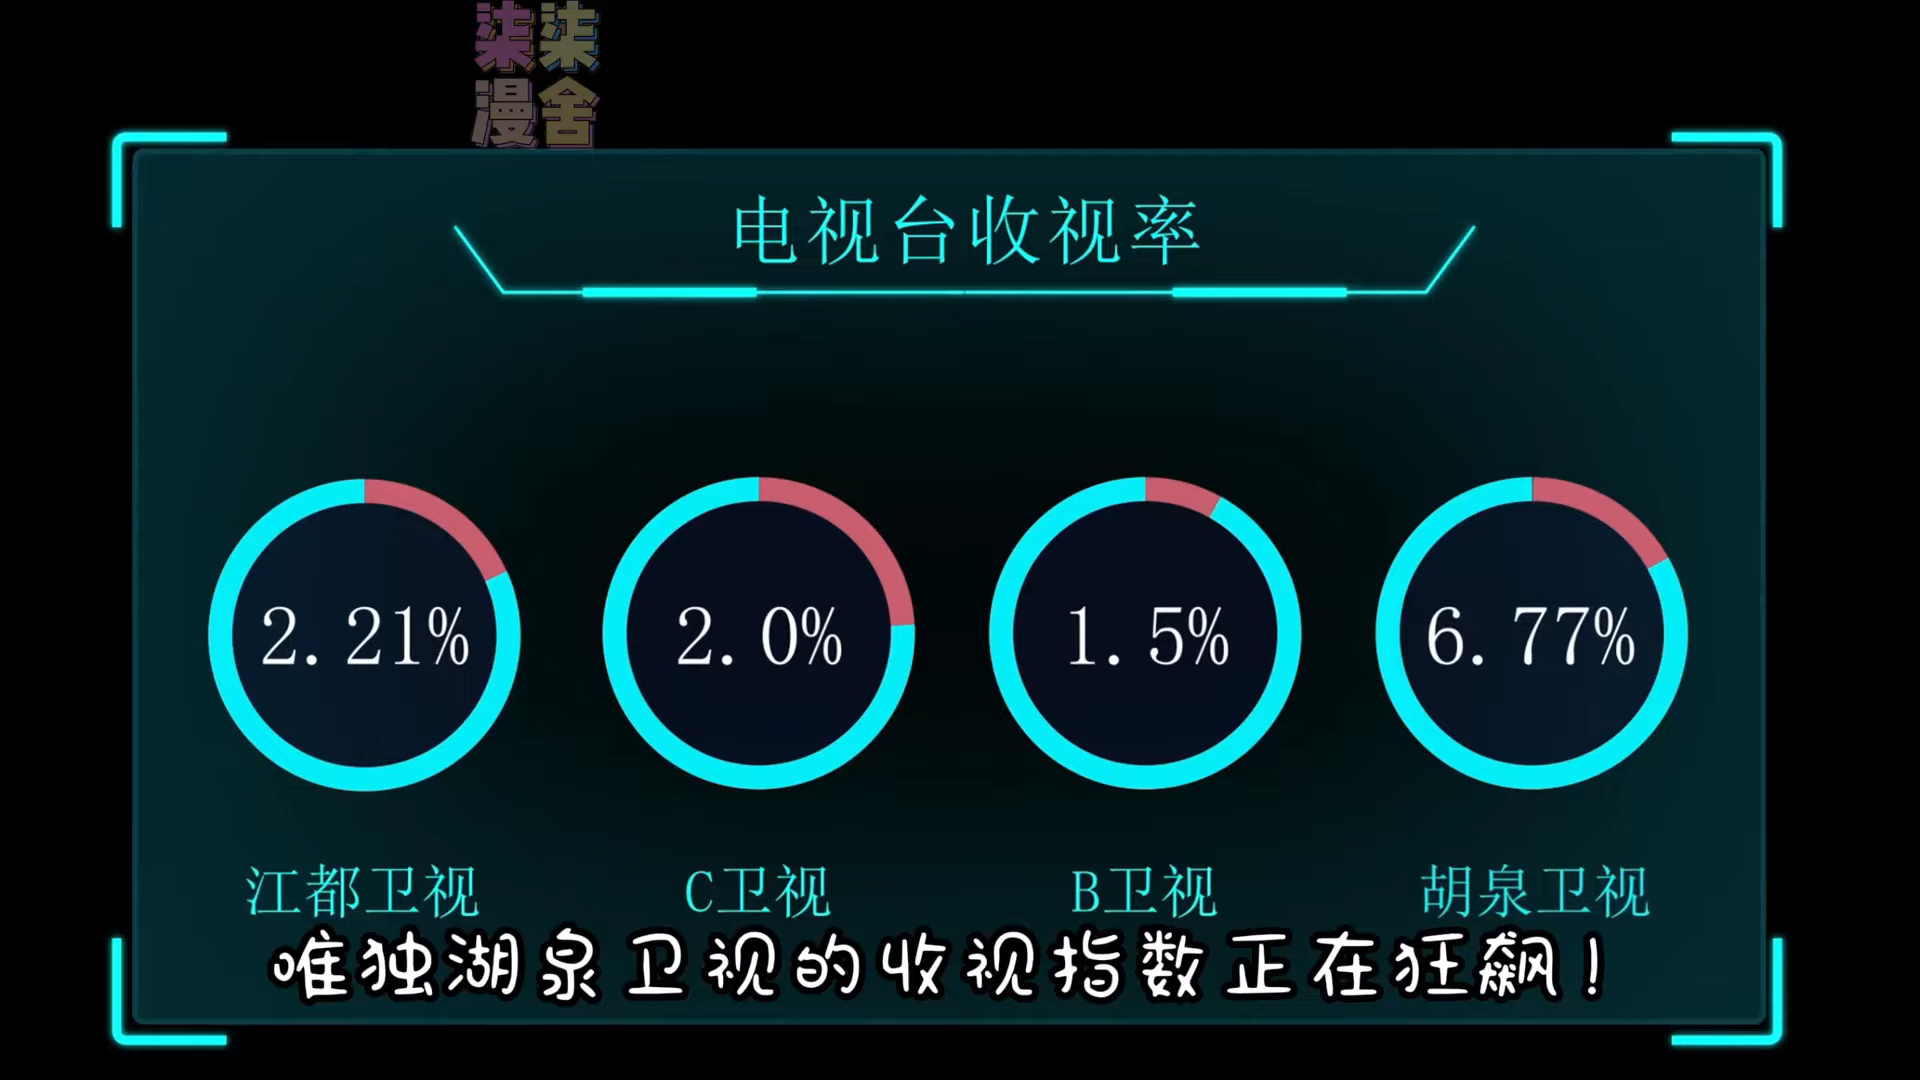 柒柒
漫舍
电视台收视率
2.21%
2.0%
1.5%
6.77%
江都卫视
C卫视
B卫视
胡泉卫视
唯独湖泉卫视的收视指数正在狂飙！